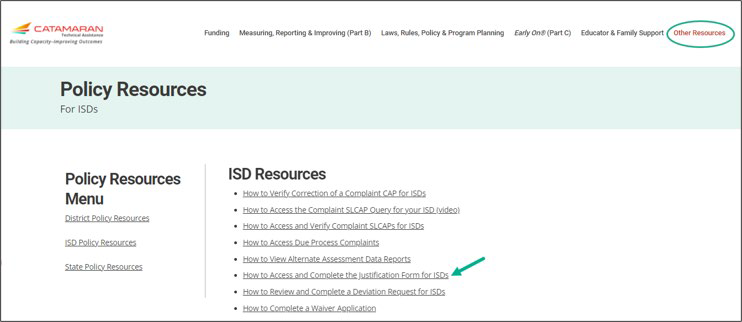 CATAMARAN
Technical Assistance
Building Capacity-Improving Outcomes
Funding
Measuring, Reporting & Improving (Part B)
Laws, Rules, Policy & Program Planning
Early On® (Part C)
Educator & Family Support
Other Resources
Policy Resources
For ISDs
Policy Resources
Menu
District Policy Resources
ISD Policy Resources
State Policy Resources
ISD Resources
How to Verify Correction of a Complaint CAP for ISDs
How to Access the Complaint SLCAP Query for your ISD (video)
How to Access and Verify Complaint SLCAPs for ISDs
How to Access Due Process Complaints
How to View Alternate Assessment Data Reports
How to Access and Complete the Justification Form for ISDs
How to Review and Complete a Deviation Request for ISDs
How to Complete a Waiver Application